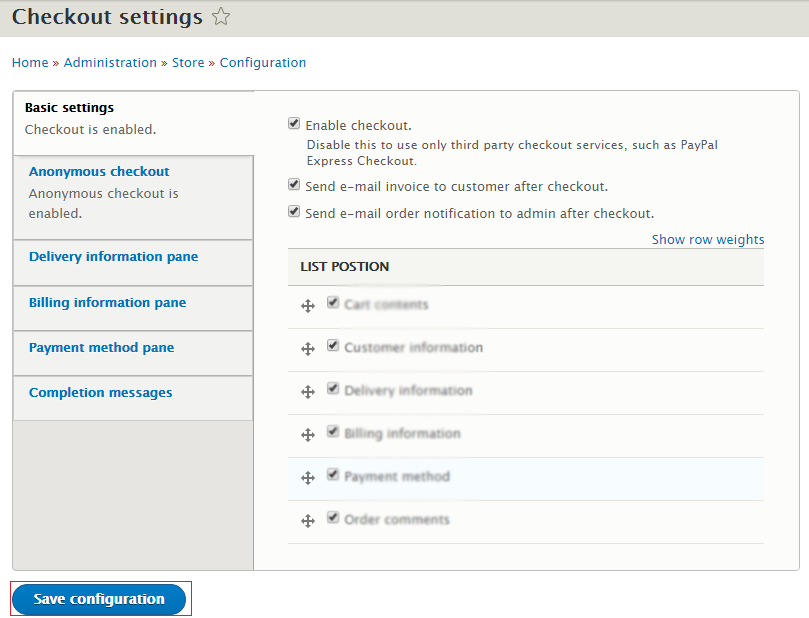 Checkout settings
Home » Administration » Store » Configuration
Basic settings
Checkout is enabled.
Anonymous checkout
Anonymous checkout is
enabled.
Delivery information pane
Billing information pane
Payment method pane
Completion messages
Enable checkout.
Disable this to use only third party checkout services, such as PayPal
Express Checkout.
Send e-mail invoice to customer after checkout.
Send e-mail order notification to admin after checkout.
Show row weights
LIST POSTION
Cart contents
Customer information
Delivery information
Billing information
Payment method
Order comments
Save configuration